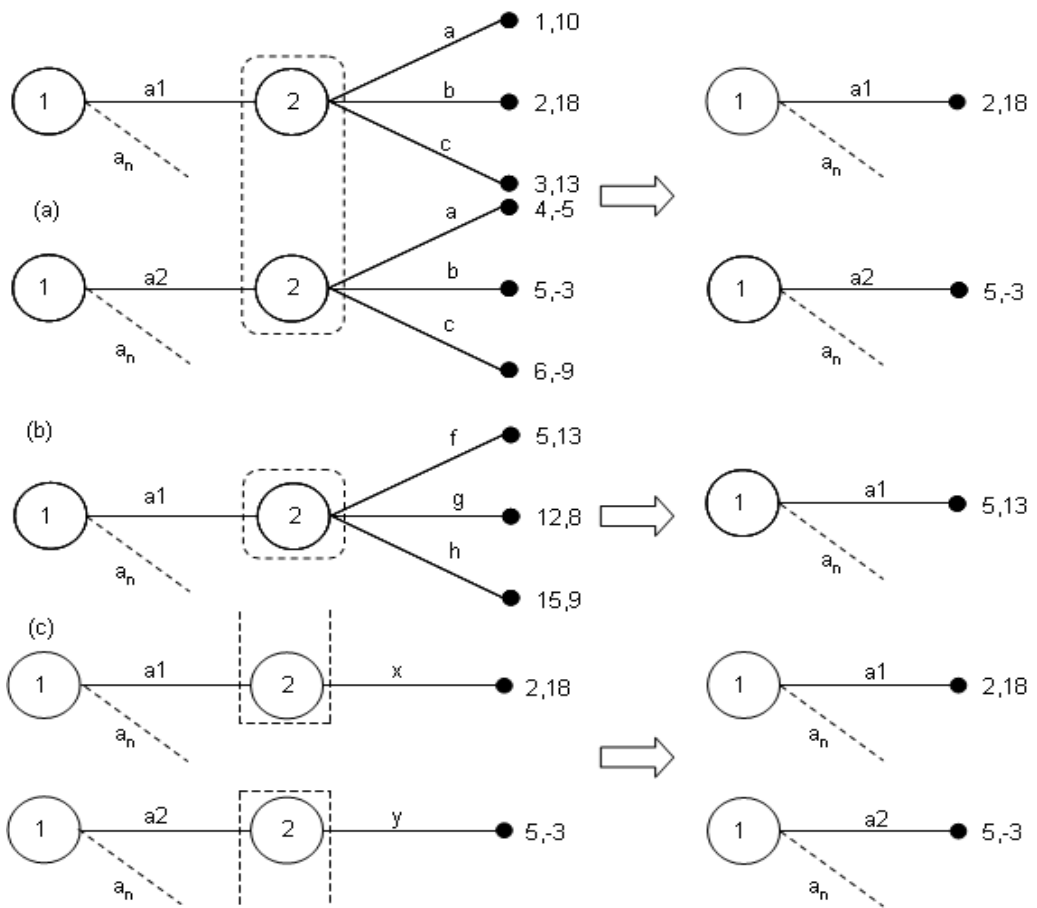 a
1,10
1
a1
2
b
2,18
1
a1
2,18
an
c
3,13
an
(a)
a
4,-5
1
a2
2
b
5,-3
1
a2
5,-3
an
c
6,-9
an
(b)
f
5,13
1
a1
2
g
12,8
1
a1
5,13
an
h
15,9
an
(c)
1
a1
2
x
2,18
1
a1
2,18
an
an
1
a2
2
y
5,-3
1
a2
5,-3
an
an